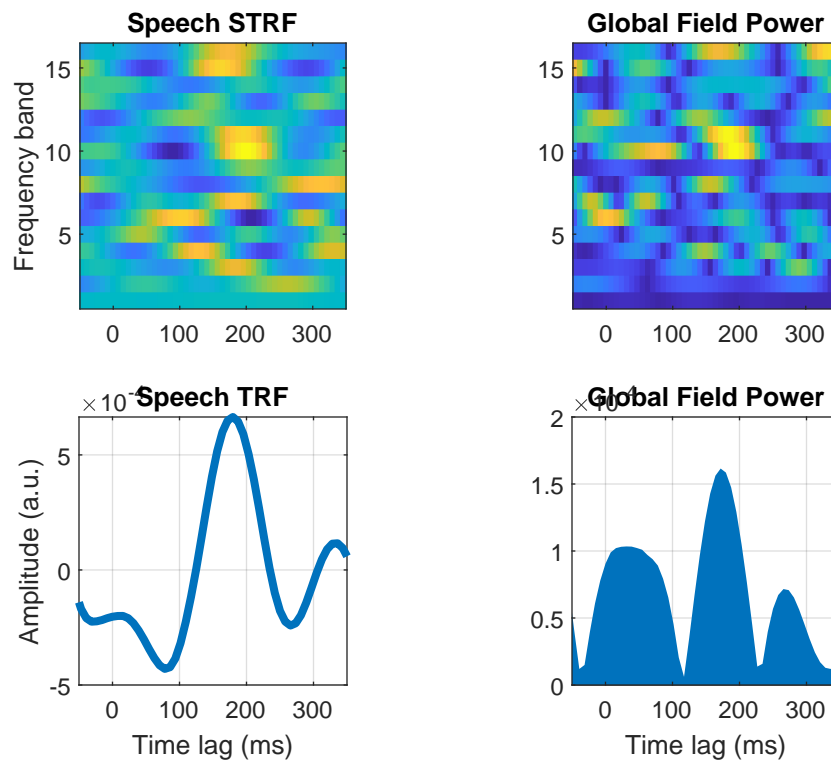 Speech STRF
Global Field Power
Frequency band
15
10
5
0 100 200 300
15
10
5
0 100 200 300
× 10-4
Speech TRF
Global Field Power
Amplitude (a.u.)
5
0
-5
0 100 200 300
Time lag (ms)
2
1.5
1
0.5
0
0 100 200 300
Time lag (ms)